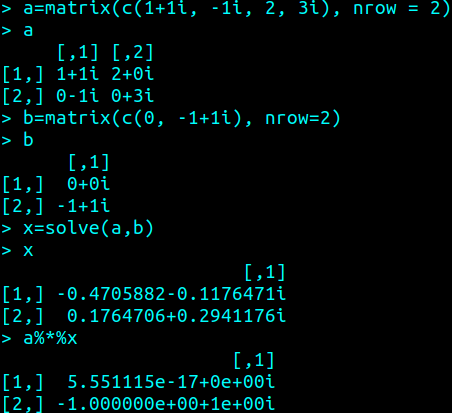 > a=matrix(c(1+1i, -1i, 2, 3i), nrow = 2)
> a
     [,1] [,2]
[1,] 1+1i 2+0i
[2,] 0-1i 0+3i
> b=matrix(c(0, -1+1i), nrow=2)
> b
      [,1]
[1,]  0+0i
[2,] -1+1i
> x=solve(a,b)
> x
                      [,1]
[1,] -0.4705882-0.1176471i
[2,]  0.1764706+0.2941176i
> a%*%x
                     [,1]
[1,]  5.551115e-17+0e+00i
[2,] -1.000000e+00+1e+00i